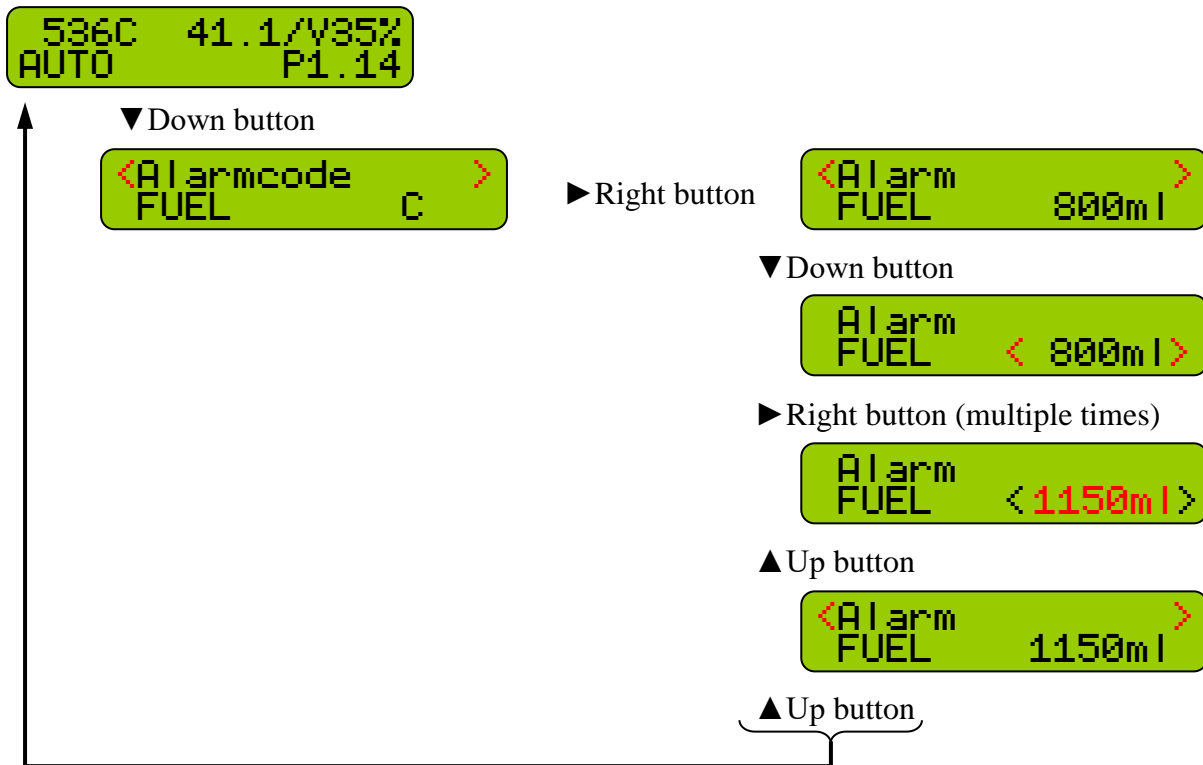 536C 41.1/V35%
AUTO P1.14
▼Down button
<Alarmcode >
FUEL C
►Right button
<Alarm >
FUEL 800ml
▼Down button
Alarm
FUEL < 800ml>
►Right button (multiple times)
Alarm
FUEL <1150ml>
▲Up button
<Alarm >
FUEL 1150ml
▲Up button